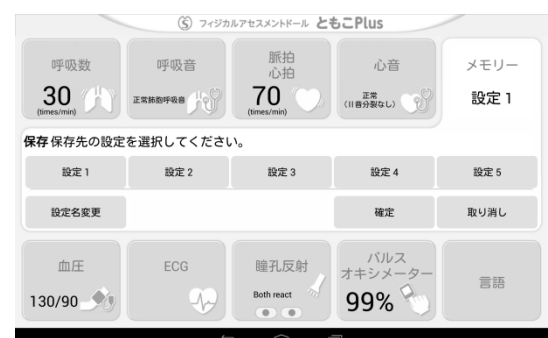 フィジカルアセスメントドール ともこPlus
呼吸数
30
(times/min)
呼吸音
正常肺胞呼吸音
脈拍
心拍
70
(times/min)
心音
正常
(II音分裂なし)
メモリー
設定 1
保存 保存先の設定を選択してください。
設定 1
設定 2
設定 3
設定 4
設定 5
設定名変更
確定
取り消し
血圧
130/90
ECG
瞳孔反射
Both react
パルス
オキシメーター
99%
言語